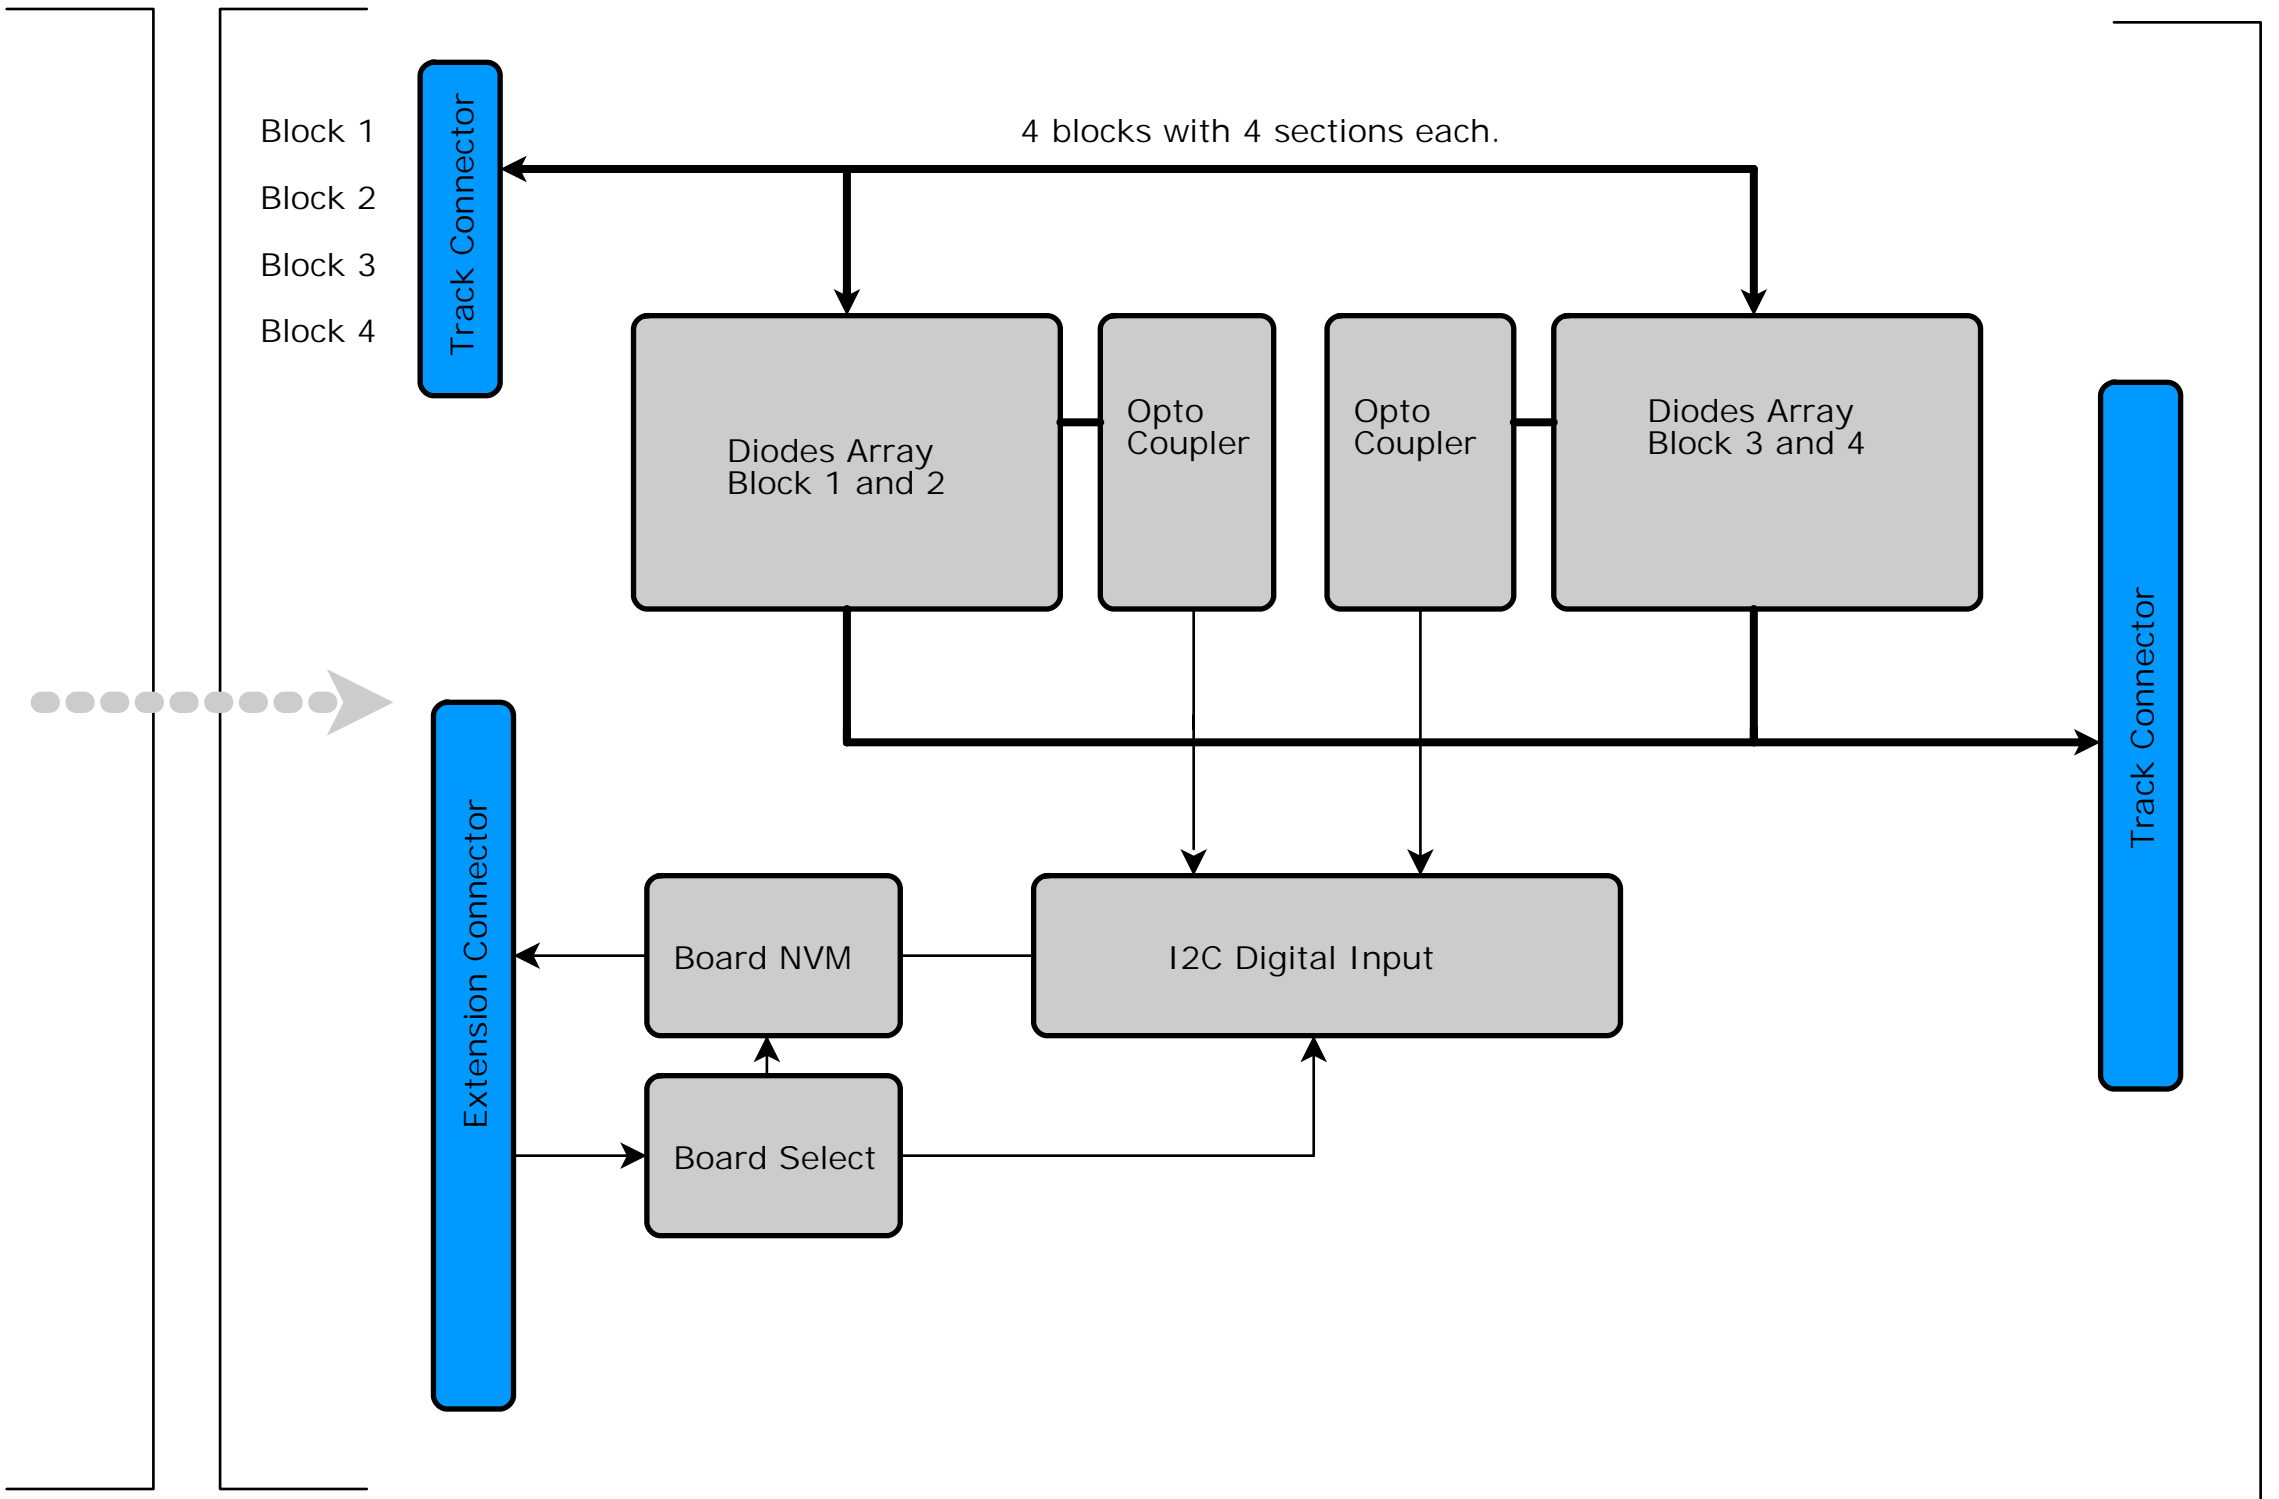 Block 1
Block 2
Block 3
Block 4
Track Connector
4 blocks with 4 sections each.
Diodes Array
Block 1 and 2
Opto
Coupler
Opto
Coupler
Diodes Array
Block 3 and 4
Track Connector
Extension Connector
Board NVM
I2C Digital Input
Board Select